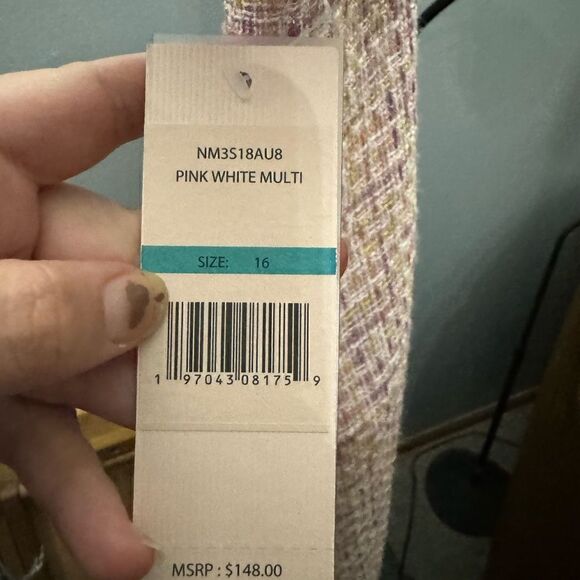 NM3S18AU8
PINK WHITE MULTI
SIZE: 16
1 97043 08175 9
MSRP : $148.00